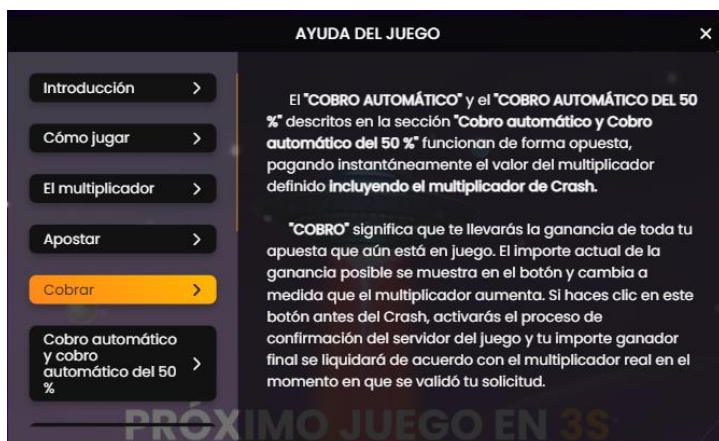 AYUDA DEL JUEGO
Introducción
Cómo jugar
El multiplicador
Apostar
Cobrar
Cobro automático
y cobro
automático del 50
%
El "COBRO AUTOMÁTICO" y el "COBRO AUTOMÁTICO DEL 50
%" descritos en la sección "Cobro automático y Cobro
automático del 50 %" funcionan de forma opuesta,
pagando instantáneamente el valor del multiplicador
definido incluyendo el multiplicador de Crash.
"COBRO" significa que te llevarás la ganancia de toda tu
apuesta que aún está en juego. El importe actual de la
ganancia posible se muestra en el botón y cambia a
medida que el multiplicador aumenta. Si haces clic en este
botón antes del Crash, activarás el proceso de
confirmación del servidor del juego y tu importe ganador
final se liquidará de acuerdo con el multiplicador real en el
momento en que se validó tu solicitud.
PRÓXIMO JUEGO EN 3S